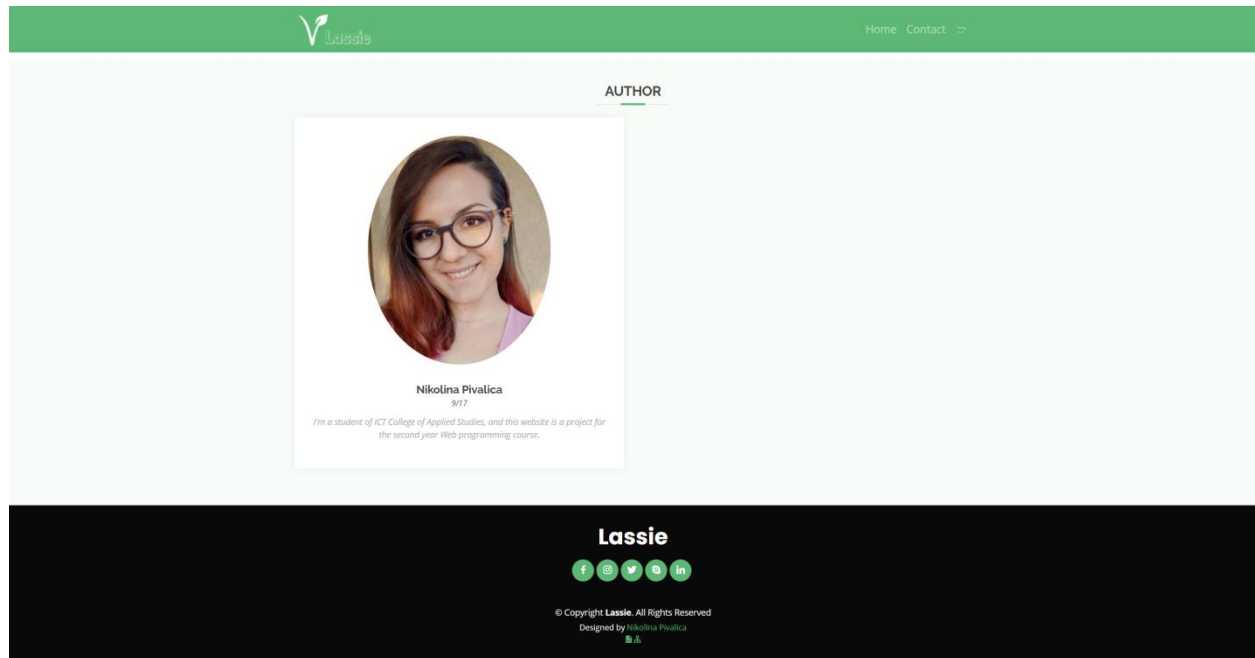 Lassie
Home Contact
AUTHOR
Nikolina Pivalica
9/17
I'm a student of ICT College of Applied Studies, and this website is a project for
the second year Web programming course.
Lassie
© Copyright Lassie. All Rights Reserved
Designed by Nikolina Pivalica